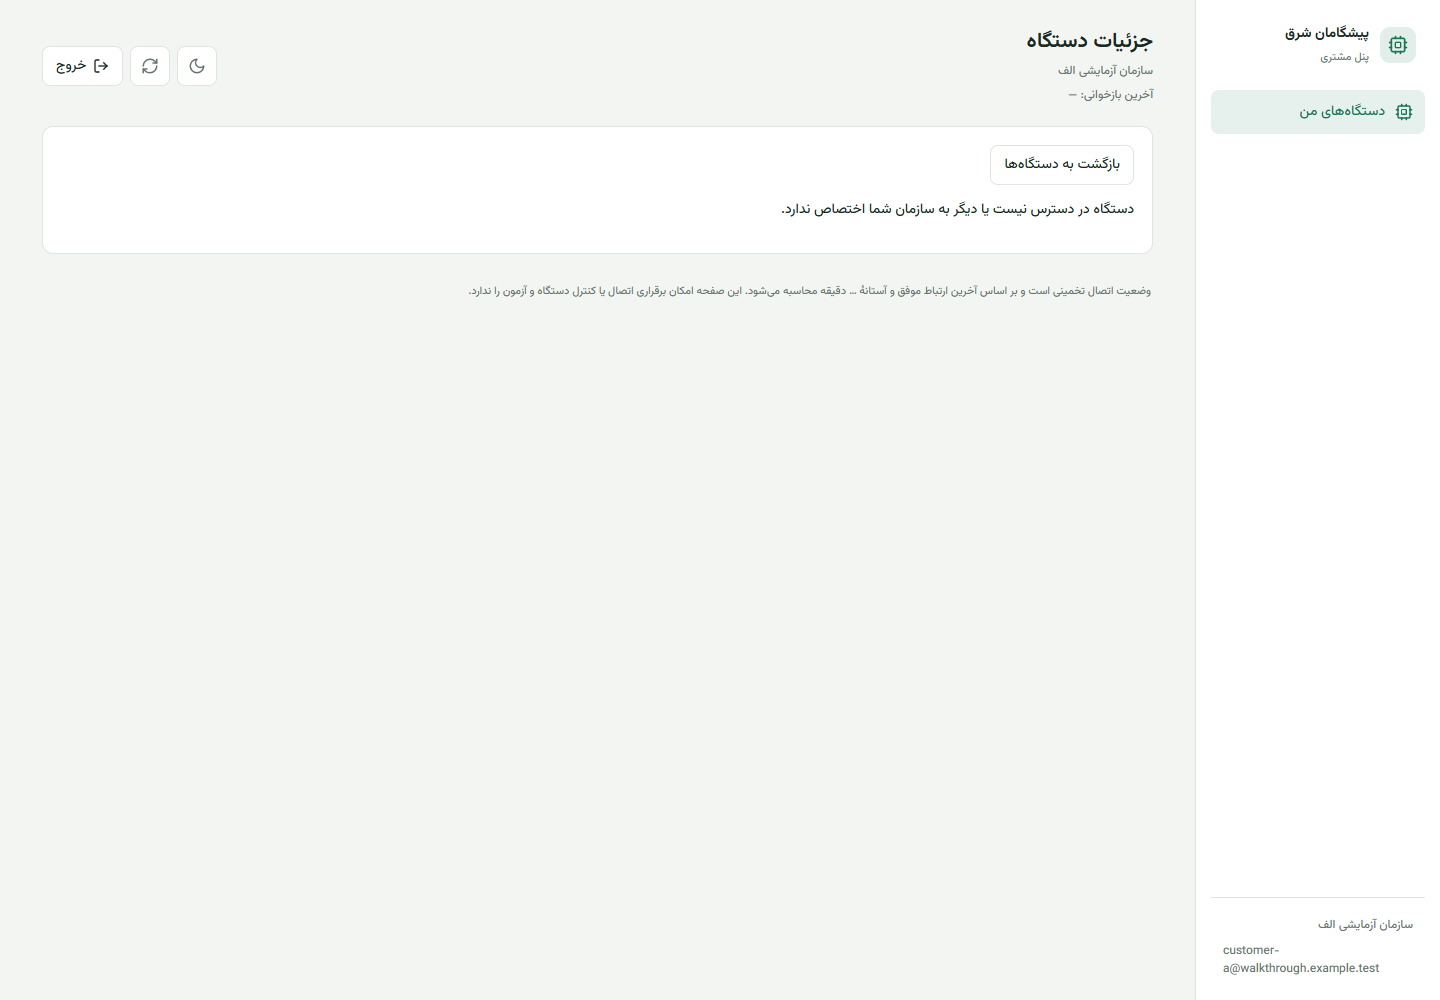 پیشگامان شرق
پنل مشتری
دستگاه‌های من
جزئیات دستگاه
سازمان آزمایشی الف
آخرین بازخوانی: —
خروج
بازگشت به دستگاه‌ها
دستگاه در دسترس نیست یا دیگر به سازمان شما اختصاص ندارد.
وضعیت اتصال تخمینی است و بر اساس آخرین ارتباط موفق و آستانهٔ … دقیقه محاسبه می‌شود. این صفحه امکان برقراری اتصال یا کنترل دستگاه و آزمون را ندارد.
سازمان آزمایشی الف
customer-
a@walkthrough.example.test